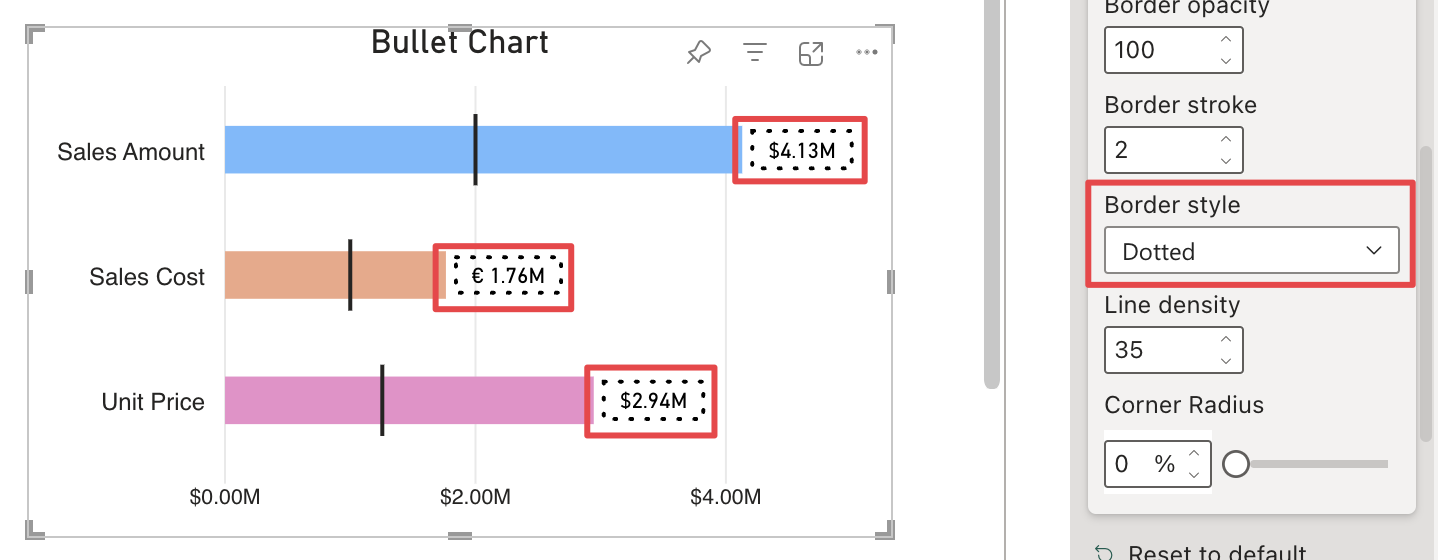 Bullet Chart
Sales Amount
$4.13M
Sales Cost
€ 1.76M
Unit Price
$2.94M
$0.00M
$2.00M
$4.00M
Border opacity
100
Border stroke
2
Border style
Dotted
Line density
35
Corner Radius
0 %
Reset to default